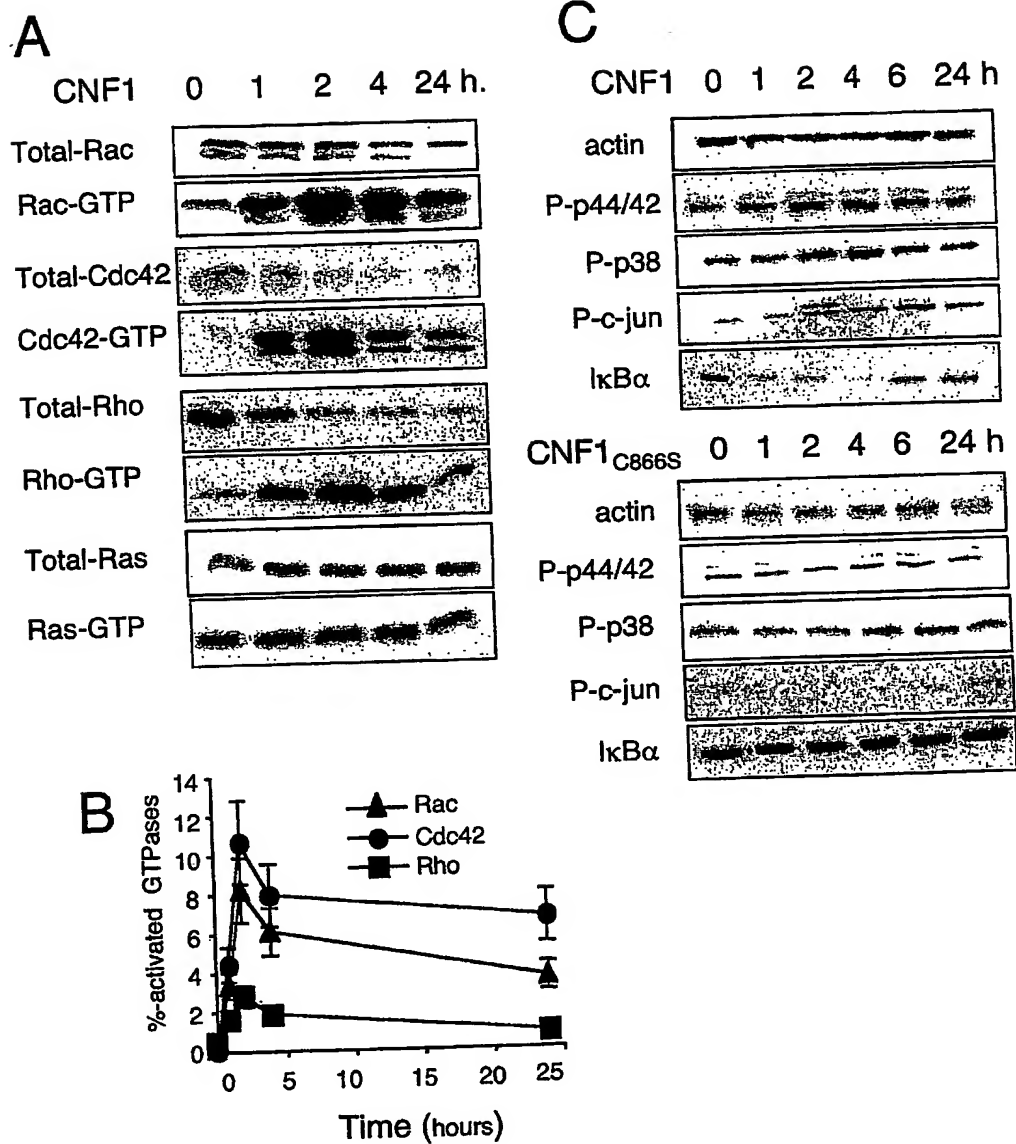 A
CNF1 0 1 2 4 24 h.
Total-Rac
Rac-GTP
Total-Cdc42
Cdc42-GTP
Total-Rho
Rho-GTP
Total-Ras
Ras-GTP
B
%-activated GTPases
14
12
10
8
6
4
2
0
Rac
Cdc42
Rho
0 5 10 15 20 25
Time (hours)
C
CNF1 0 1 2 4 6 24 h
actin
P-p44/42
P-p38
P-c-jun
IκBα
CNF1C866S 0 1 2 4 6 24 h
actin
P-p44/42
P-p38
P-c-jun
IκBα